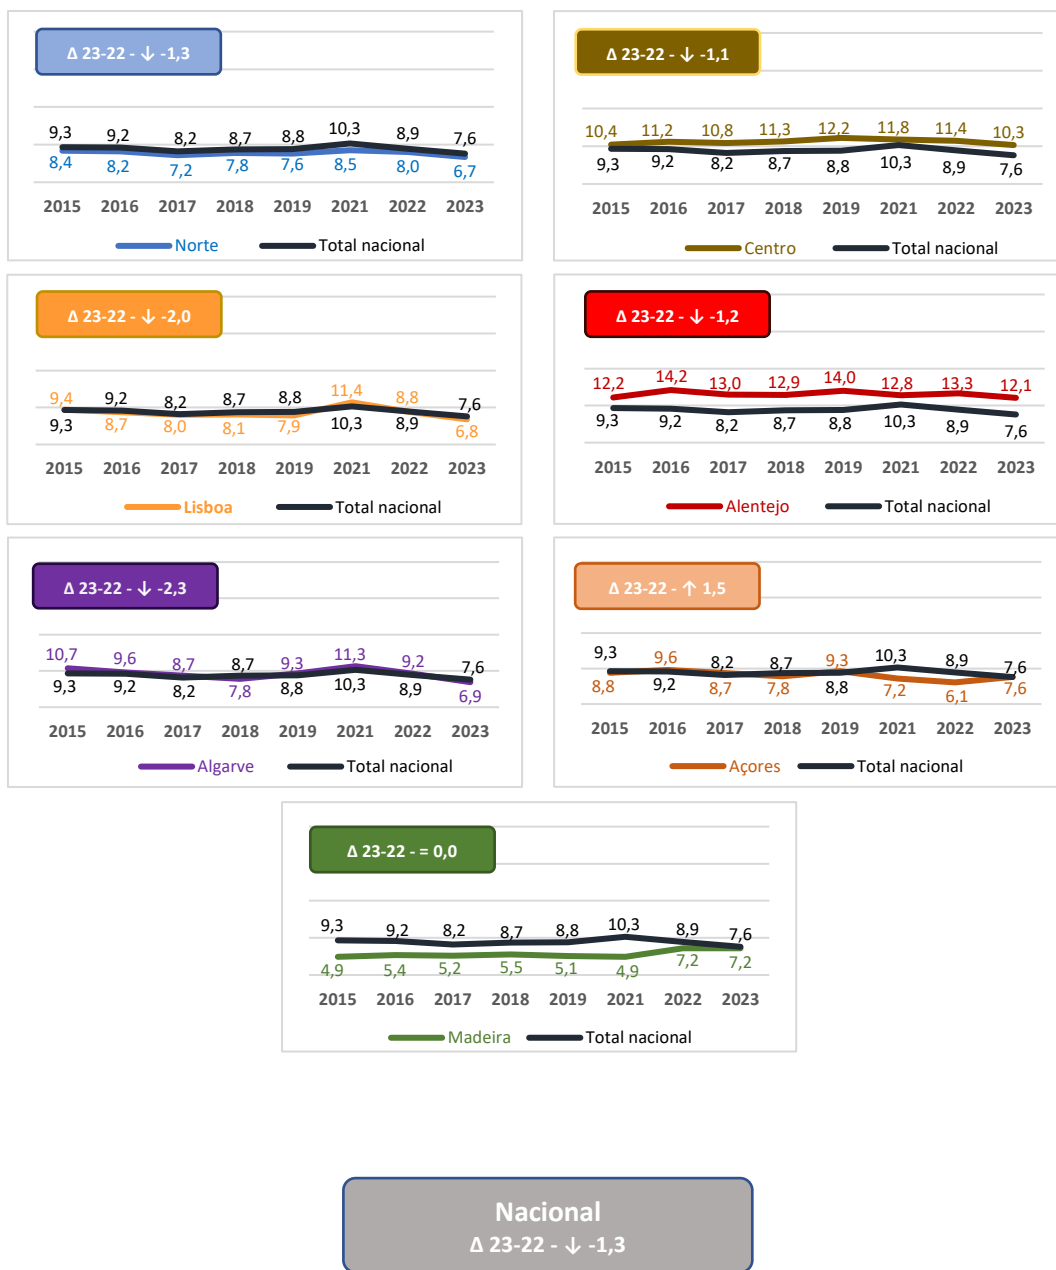 Δ 23-22 - ↓ -1,3
9,3 9,2 8,2 8,7 8,8 10,3 8,9 7,6
8,4 8,2 7,2 7,8 7,6 8,5 8,0 6,7
2015 2016 2017 2018 2019 2021 2022 2023
Norte Total nacional
Δ 23-22 - ↓ -1,1
10,4 11,2 10,8 11,3 12,2 11,8 11,4 10,3
9,3 9,2 8,2 8,7 8,8 10,3 8,9 7,6
2015 2016 2017 2018 2019 2021 2022 2023
Centro Total nacional
Δ 23-22 - ↓ -2,0
9,4 9,2 8,2 8,7 8,8 11,4 8,8 7,6
9,3 8,7 8,0 8,1 7,9 10,3 8,9 6,8
2015 2016 2017 2018 2019 2021 2022 2023
Lisboa Total nacional
Δ 23-22 - ↓ -1,2
12,2 14,2 13,0 12,9 14,0 12,8 13,3 12,1
9,3 9,2 8,2 8,7 8,8 10,3 8,9 7,6
2015 2016 2017 2018 2019 2021 2022 2023
Alentejo Total nacional
Δ 23-22 - ↓ -2,3
10,7 9,6 8,7 8,7 9,3 11,3 9,2 7,6
9,3 9,2 8,2 7,8 8,8 10,3 8,9 6,9
2015 2016 2017 2018 2019 2021 2022 2023
Algarve Total nacional
Δ 23-22 - ↑ 1,5
9,3 9,6 8,2 8,7 9,3 10,3 8,9 7,6
8,8 9,2 8,7 7,8 8,8 7,2 6,1 7,6
2015 2016 2017 2018 2019 2021 2022 2023
Açores Total nacional
Δ 23-22 - = 0,0
9,3 9,2 8,2 8,7 8,8 10,3 8,9 7,6
4,9 5,4 5,2 5,5 5,1 4,9 7,2 7,2
2015 2016 2017 2018 2019 2021 2022 2023
Madeira Total nacional
Nacional
Δ 23-22 - ↓ -1,3